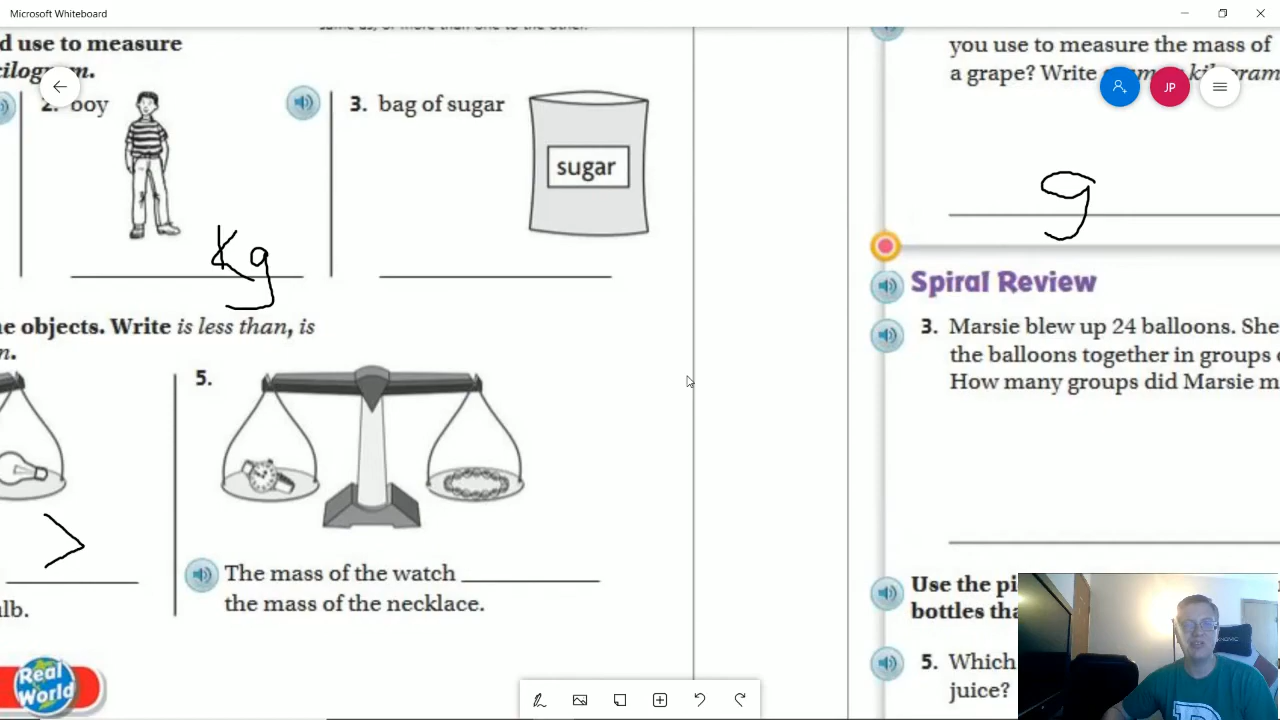 Microsoft Whiteboard
d use to measure
cilogram.
2. boy
3. bag of sugar
sugar
Kg
e objects. Write is less than, is
n.
5.
>
The mass of the watch
the mass of the necklace.
lb.
Real
World
you use to measure the mass of
a grape? Write
JP
g
Spiral Review
3. Marsie blew up 24 balloons. She
the balloons together in groups
How many groups did Marsie m
Use the pi
bottles tha
5. Which
juice?